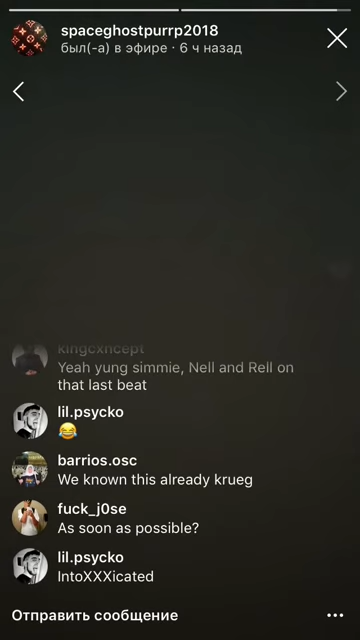 spaceghostpurrp2018
был(-а) в эфире · 6 ч назад
kingcxncept
Yeah yung simmie, Nell and Rell on
that last beat
lil.psycko
😂
barrios.osc
We known this already krueg
fuck_j0se
As soon as possible?
lil.psycko
IntoXXXicated
Отправить сообщение